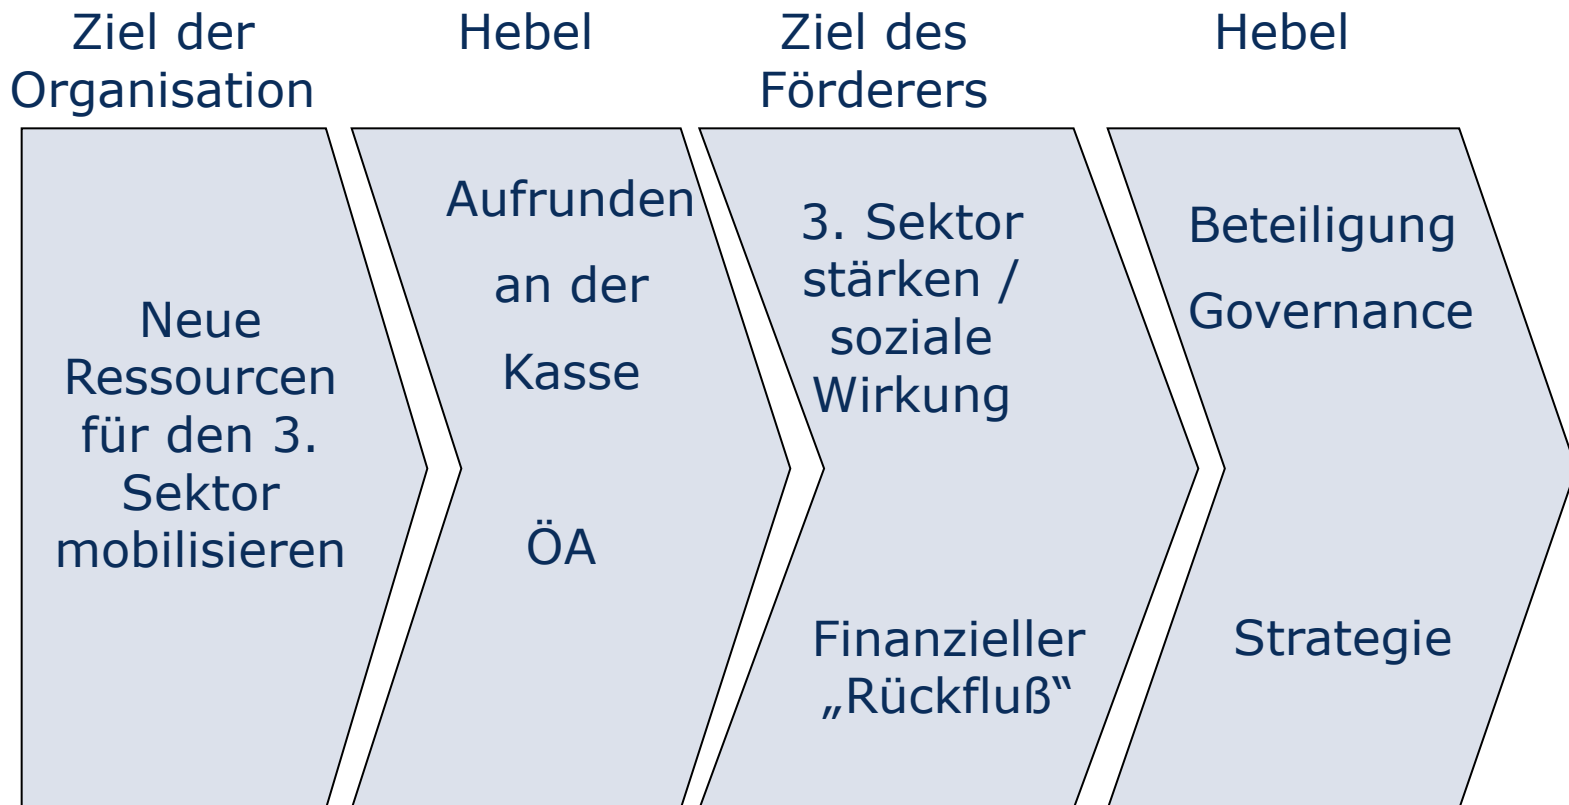 Ziel der
Organisation
Hebel
Ziel des
Förderers
Hebel
Neue
Ressourcen
für den 3.
Sektor
mobilisieren
Aufrunden
an der
Kasse
ÖA
3. Sektor
stärken /
soziale
Wirkung
Finanzieller
„Rückfluß“
Beteiligung
Governance
Strategie